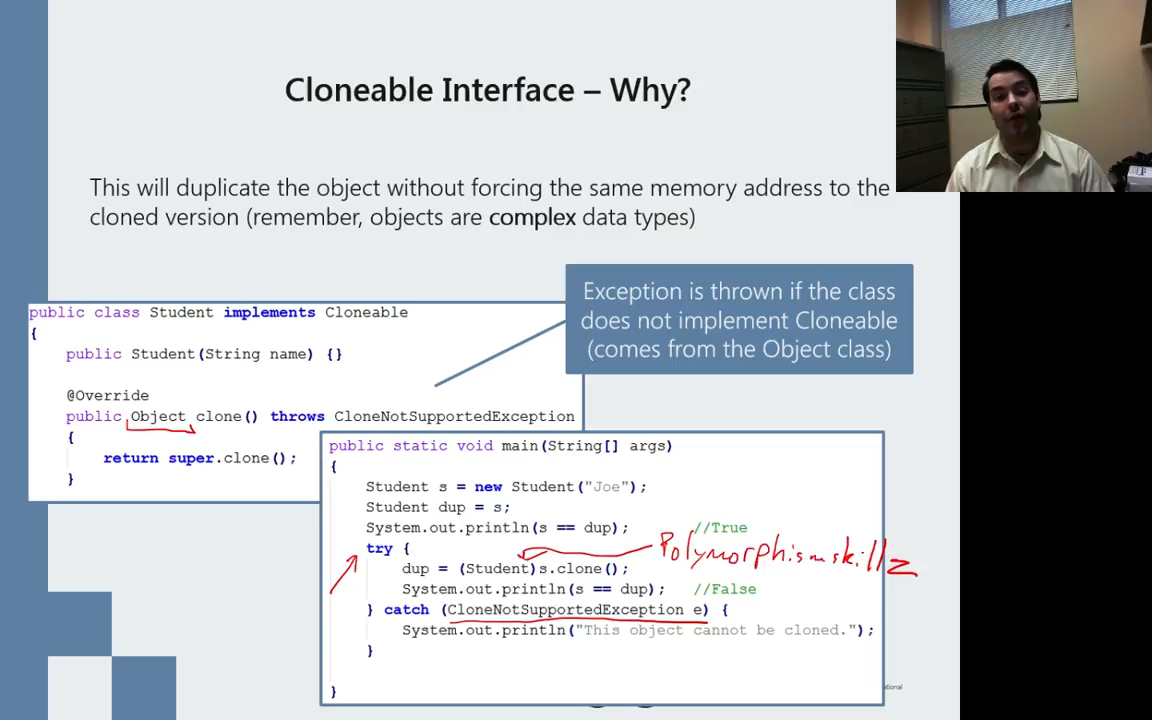 Cloneable Interface – Why?
This will duplicate the object without forcing the same memory address to the
cloned version (remember, objects are complex data types)
Exception is thrown if the class
does not implement Cloneable
(comes from the Object class)
public class Student implements Cloneable
{
public Student(String name) {}
@Override
public Object clone() throws CloneNotSupportedException
{
return super.clone();
}
public static void main(String[] args)
{
Student s = new Student("Joe");
Student dup = s;
System.out.println(s == dup); //True
try {
Polymorphism skillz
dup = (Student)s.clone();
System.out.println(s == dup); //False
} catch (CloneNotSupportedException e) {
System.out.println("This object cannot be cloned.");
}
}